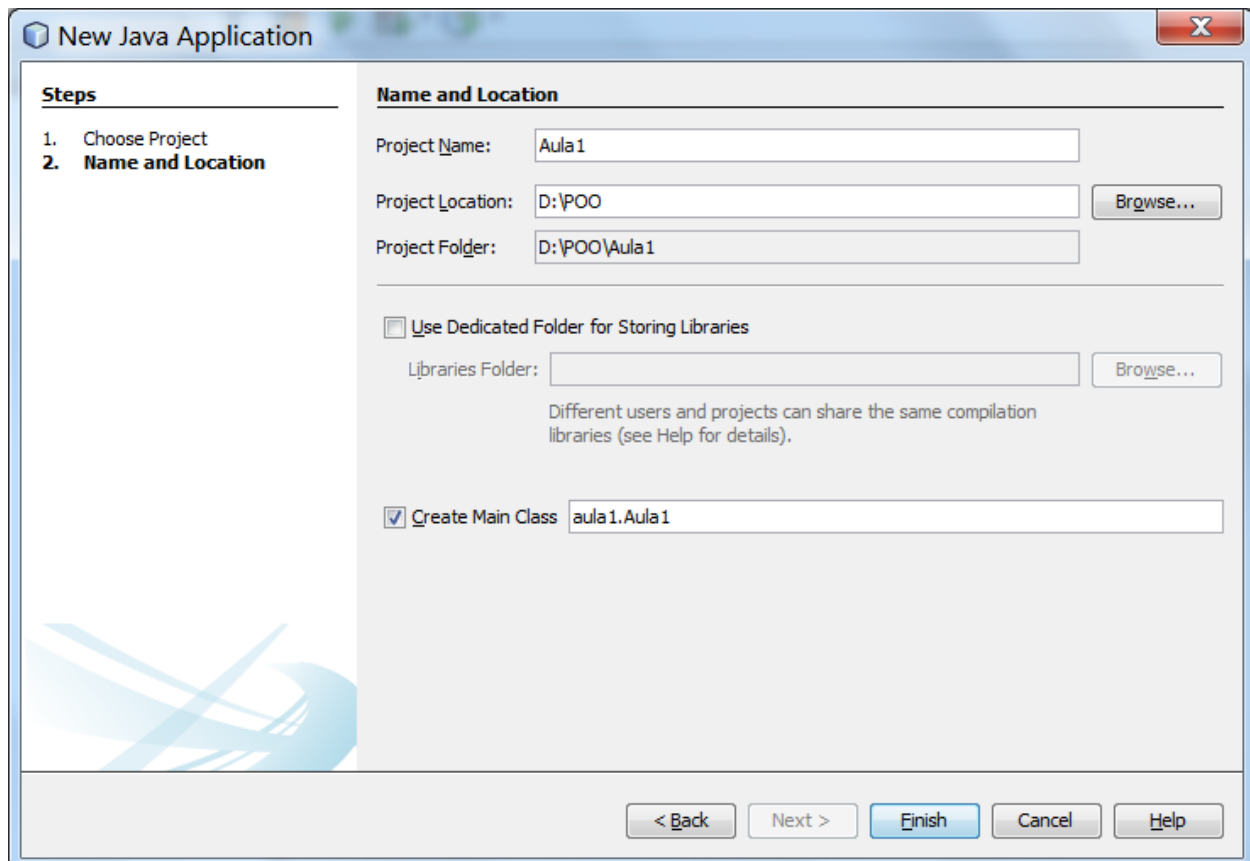 New Java Application
X
Steps
1. Choose Project
2. Name and Location
Name and Location
Project Name: Aula1
Project Location: D:\POO Browse...
Project Folder: D:\POO\Aula1
Use Dedicated Folder for Storing Libraries
Libraries Folder: Browse...
Different users and projects can share the same compilation
libraries (see Help for details).
Create Main Class aula1.Aula1
< Back Next > Finish Cancel Help